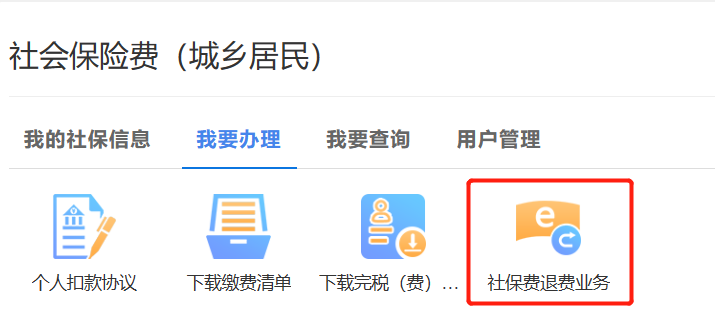 社会保险费（城乡居民）
我的社保信息 我要办理 我要查询 用户管理
e
个人扣款协议 下载缴费清单 下载完税（费）... 社保费退费业务